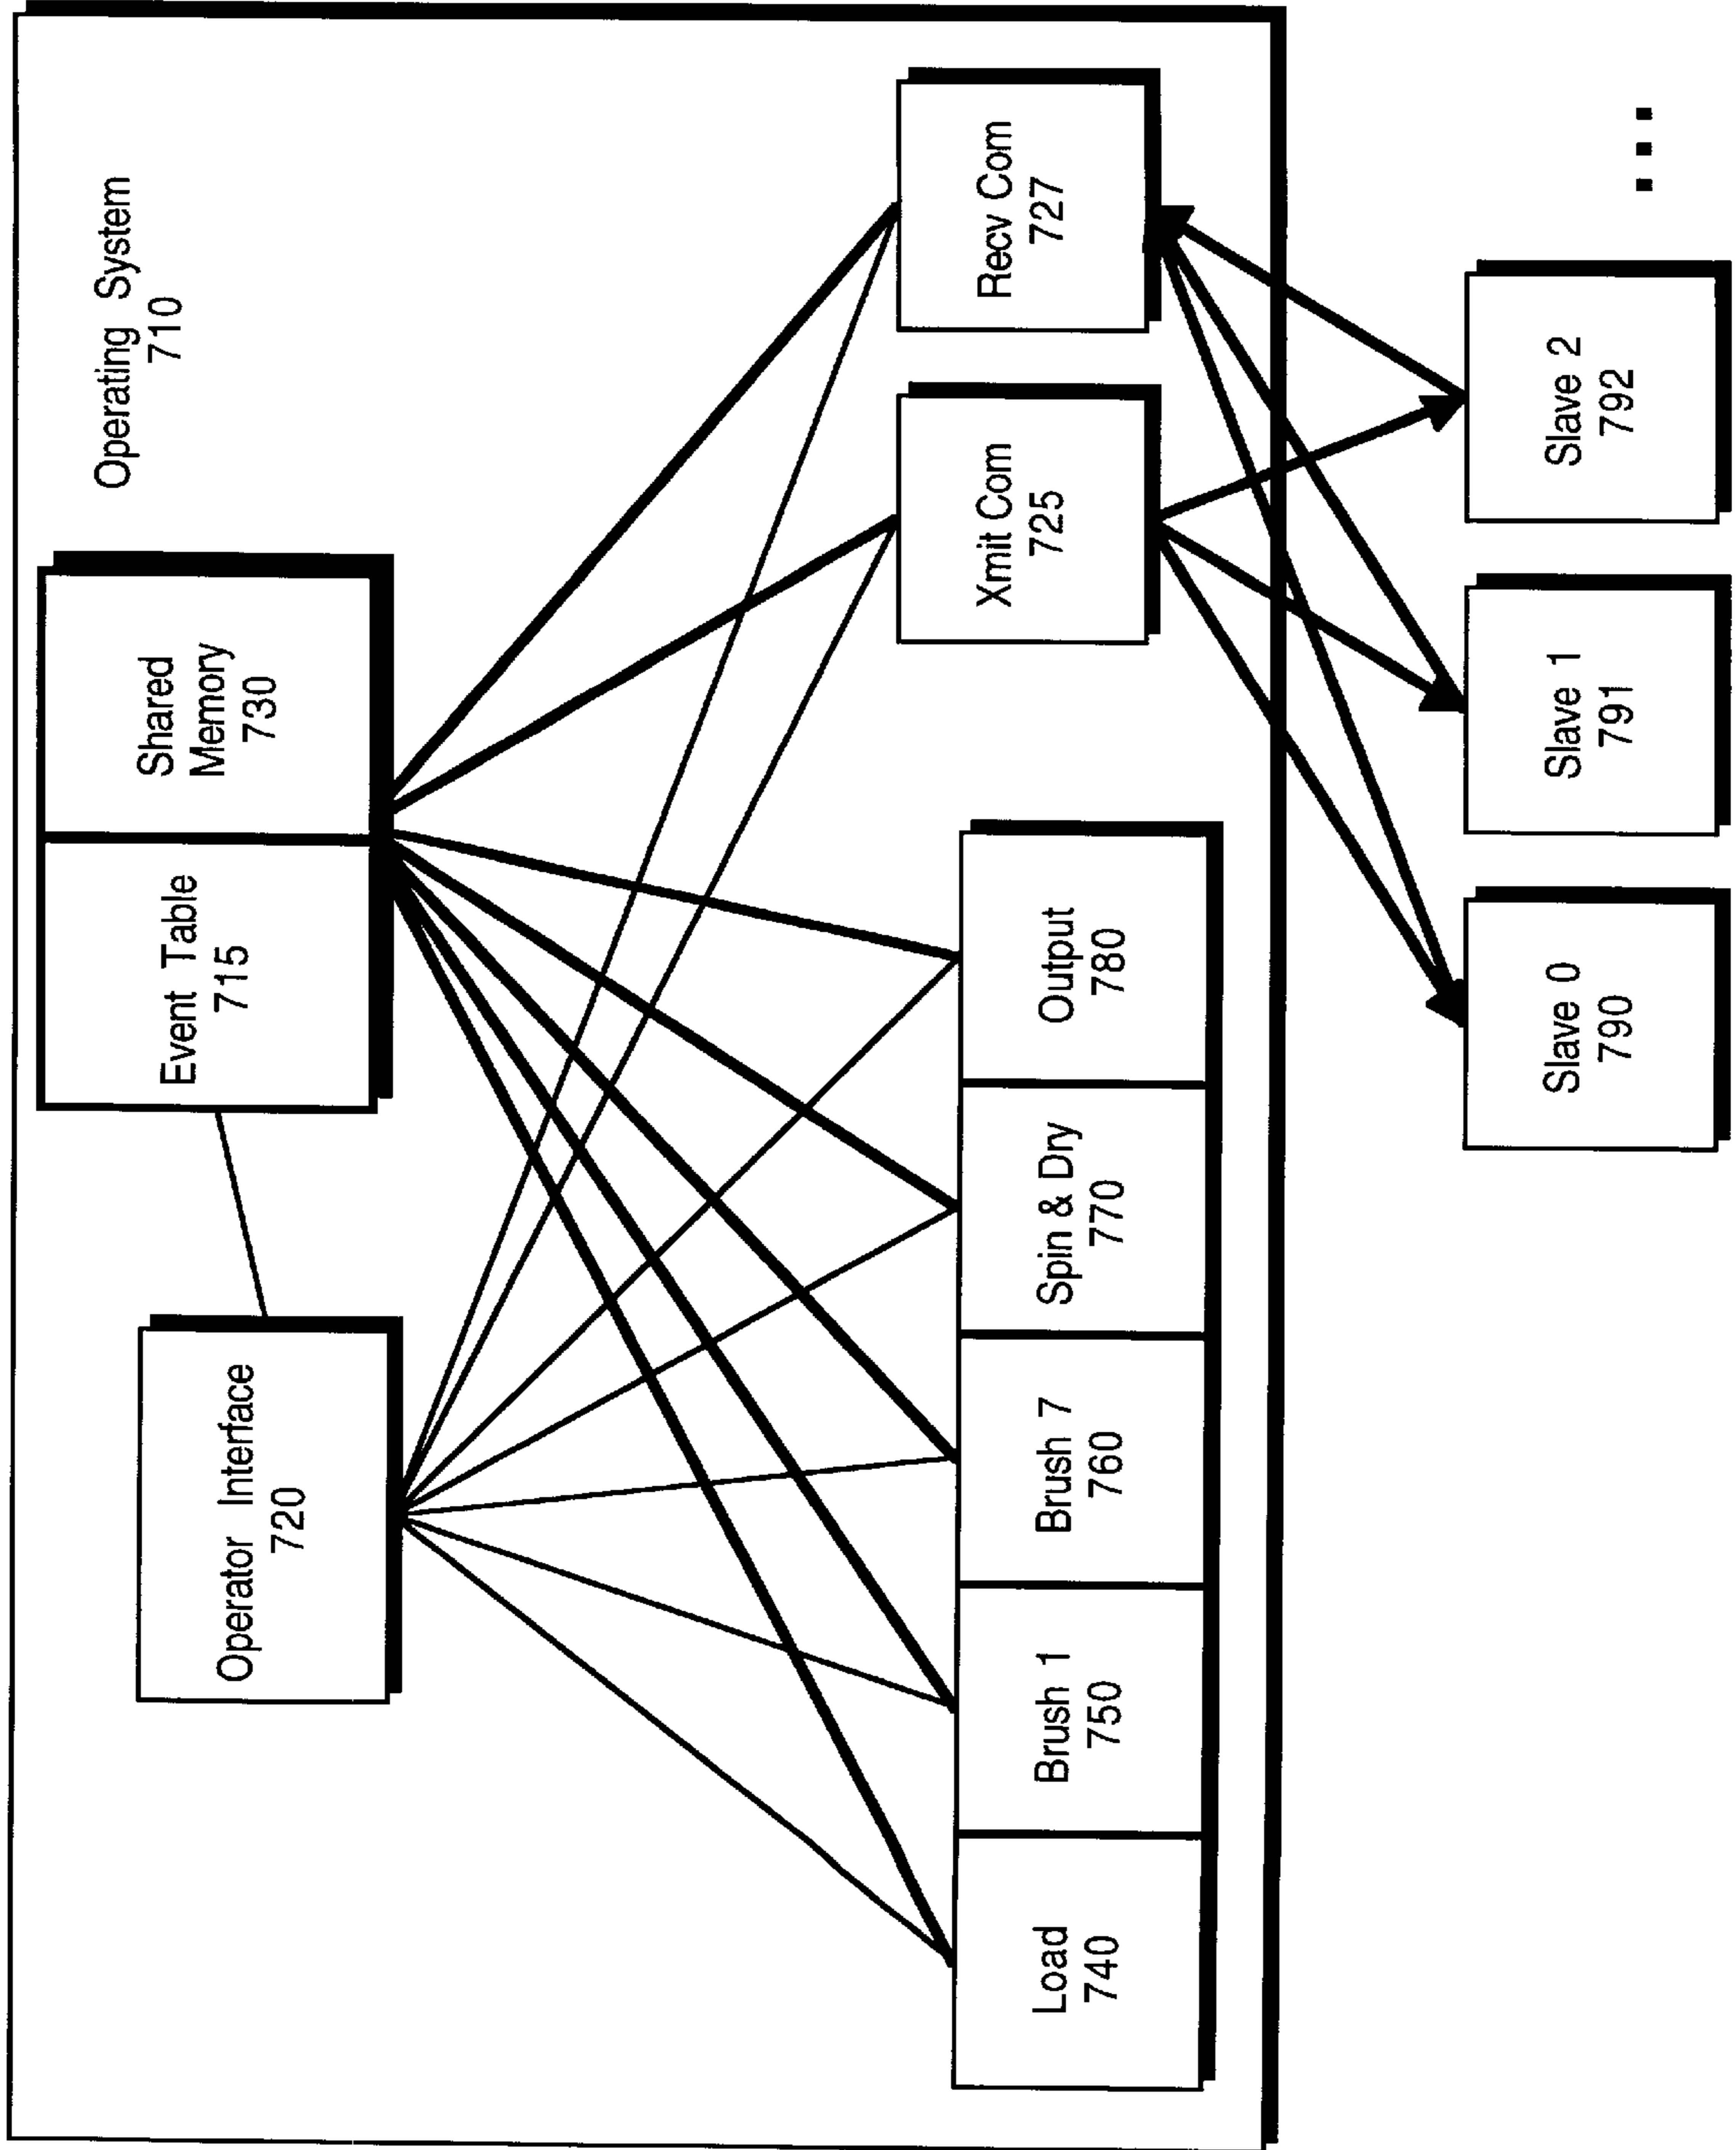 Operating System
710
Event Table
715
Shared
Memory
730
Operator Interface
720
Xmit Com
725
Recv Com
727
Load
740
Brush 1
750
Brush 7
760
Spin & Dry
770
Output
780
Slave 0
790
Slave 1
791
Slave 2
792
...